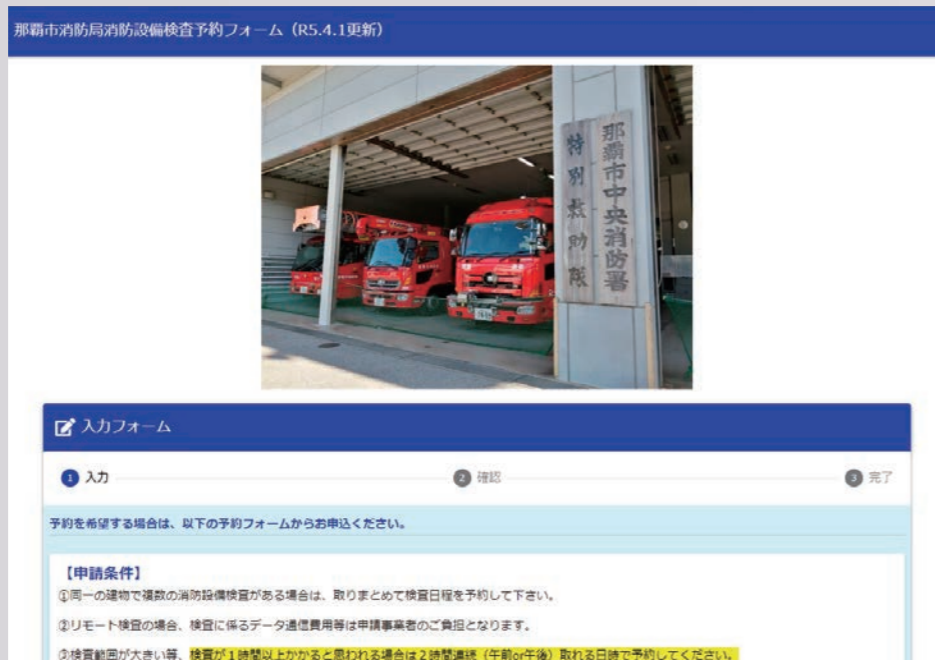 那覇市消防局消防設備検査予約フォーム（R5.4.1更新）
那覇市中央消防署
特別救助隊
入力フォーム
1 入力
2 確認
3 完了
予約を希望する場合は、以下の予約フォームからお申込ください。
【申請条件】
①同一の建物で複数の消防設備検査がある場合は、取りまとめて検査日程を予約して下さい。
②リモート検査の場合、検査に係るデータ通信費用等は申請事業者のご負担となります。
③検査範囲が大きい等、検査が１時間以上かかると思われる場合は２時間連続（午前or午後）取れる日時で予約してください。